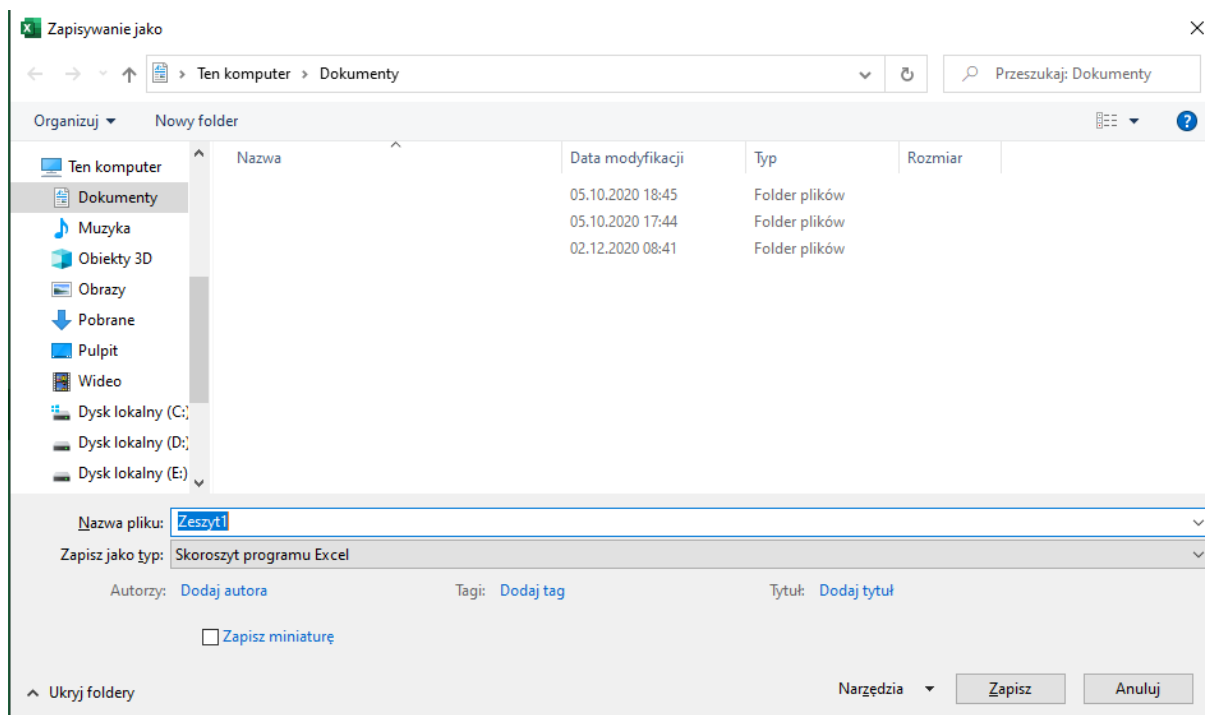 Zapisywanie jako
Ten komputer > Dokumenty
Przeszukaj: Dokumenty
Organizuj
Nowy folder
Ten komputer
Dokumenty
Muzyka
Obiekty 3D
Obrazy
Pobrane
Pulpit
Wideo
Dysk lokalny (C:)
Dysk lokalny (D:)
Dysk lokalny (E:)
Nazwa Data modyfikacji Typ Rozmiar
05.10.2020 18:45 Folder plików
05.10.2020 17:44 Folder plików
02.12.2020 08:41 Folder plików
Nazwa pliku: Zeszyt1
Zapisz jako typ: Skoroszyt programu Excel
Autorzy: Dodaj autora Tagi: Dodaj tag Tytuł: Dodaj tytuł
Zapisz miniaturę
Ukryj foldery
Narzędzia Zapisz Anuluj